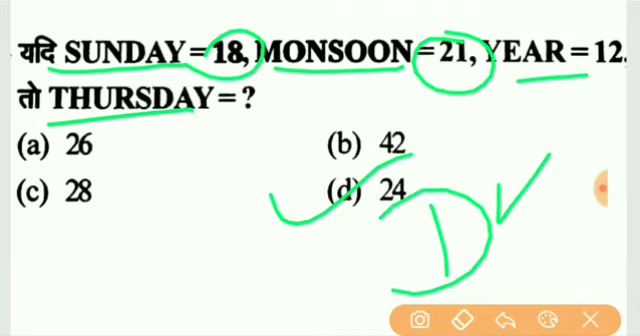 यदि SUNDAY = 18, MONSOON = 21, YEAR = 12,
तो THURSDAY = ?
(a) 26 (b) 42
(c) 28 (d) 24
D